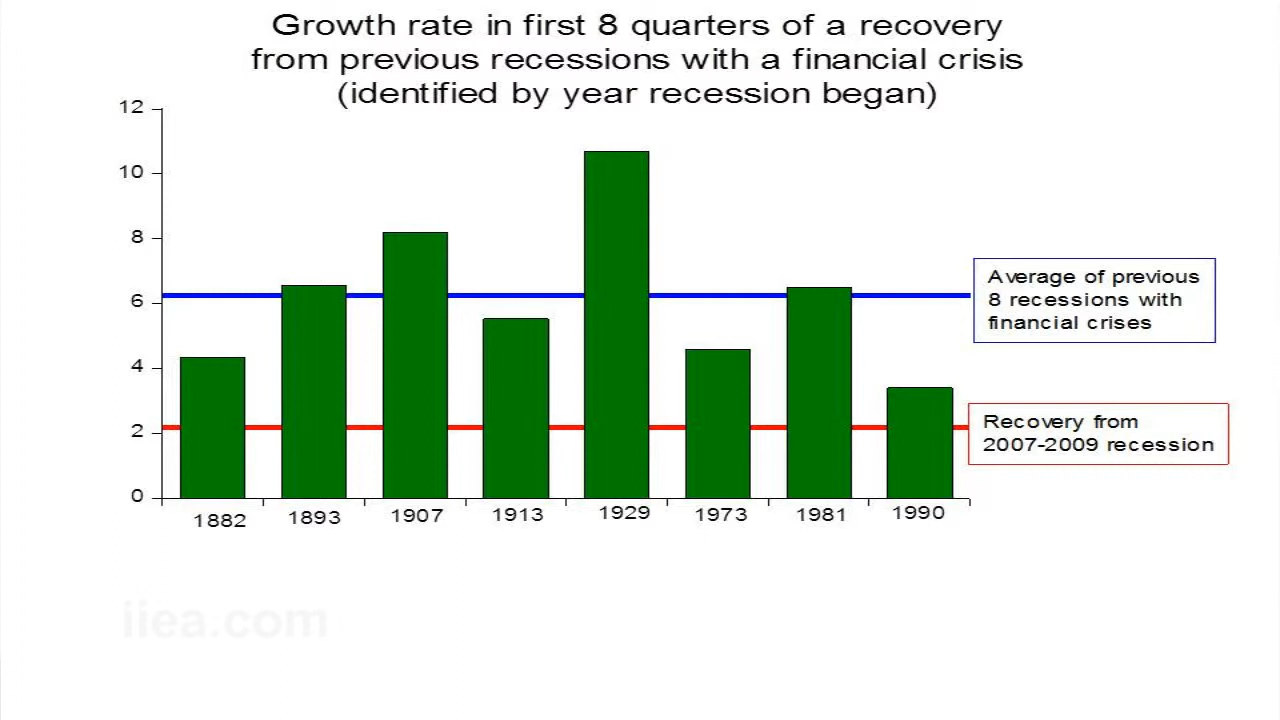 Growth rate in first 8 quarters of a recovery
from previous recessions with a financial crisis
(identified by year recession began)
12
10
8
6
4
2
0
Average of previous
8 recessions with
financial crises
Recovery from
2007-2009 recession
1882 1893 1907 1913 1929 1973 1981 1990
iiea.com